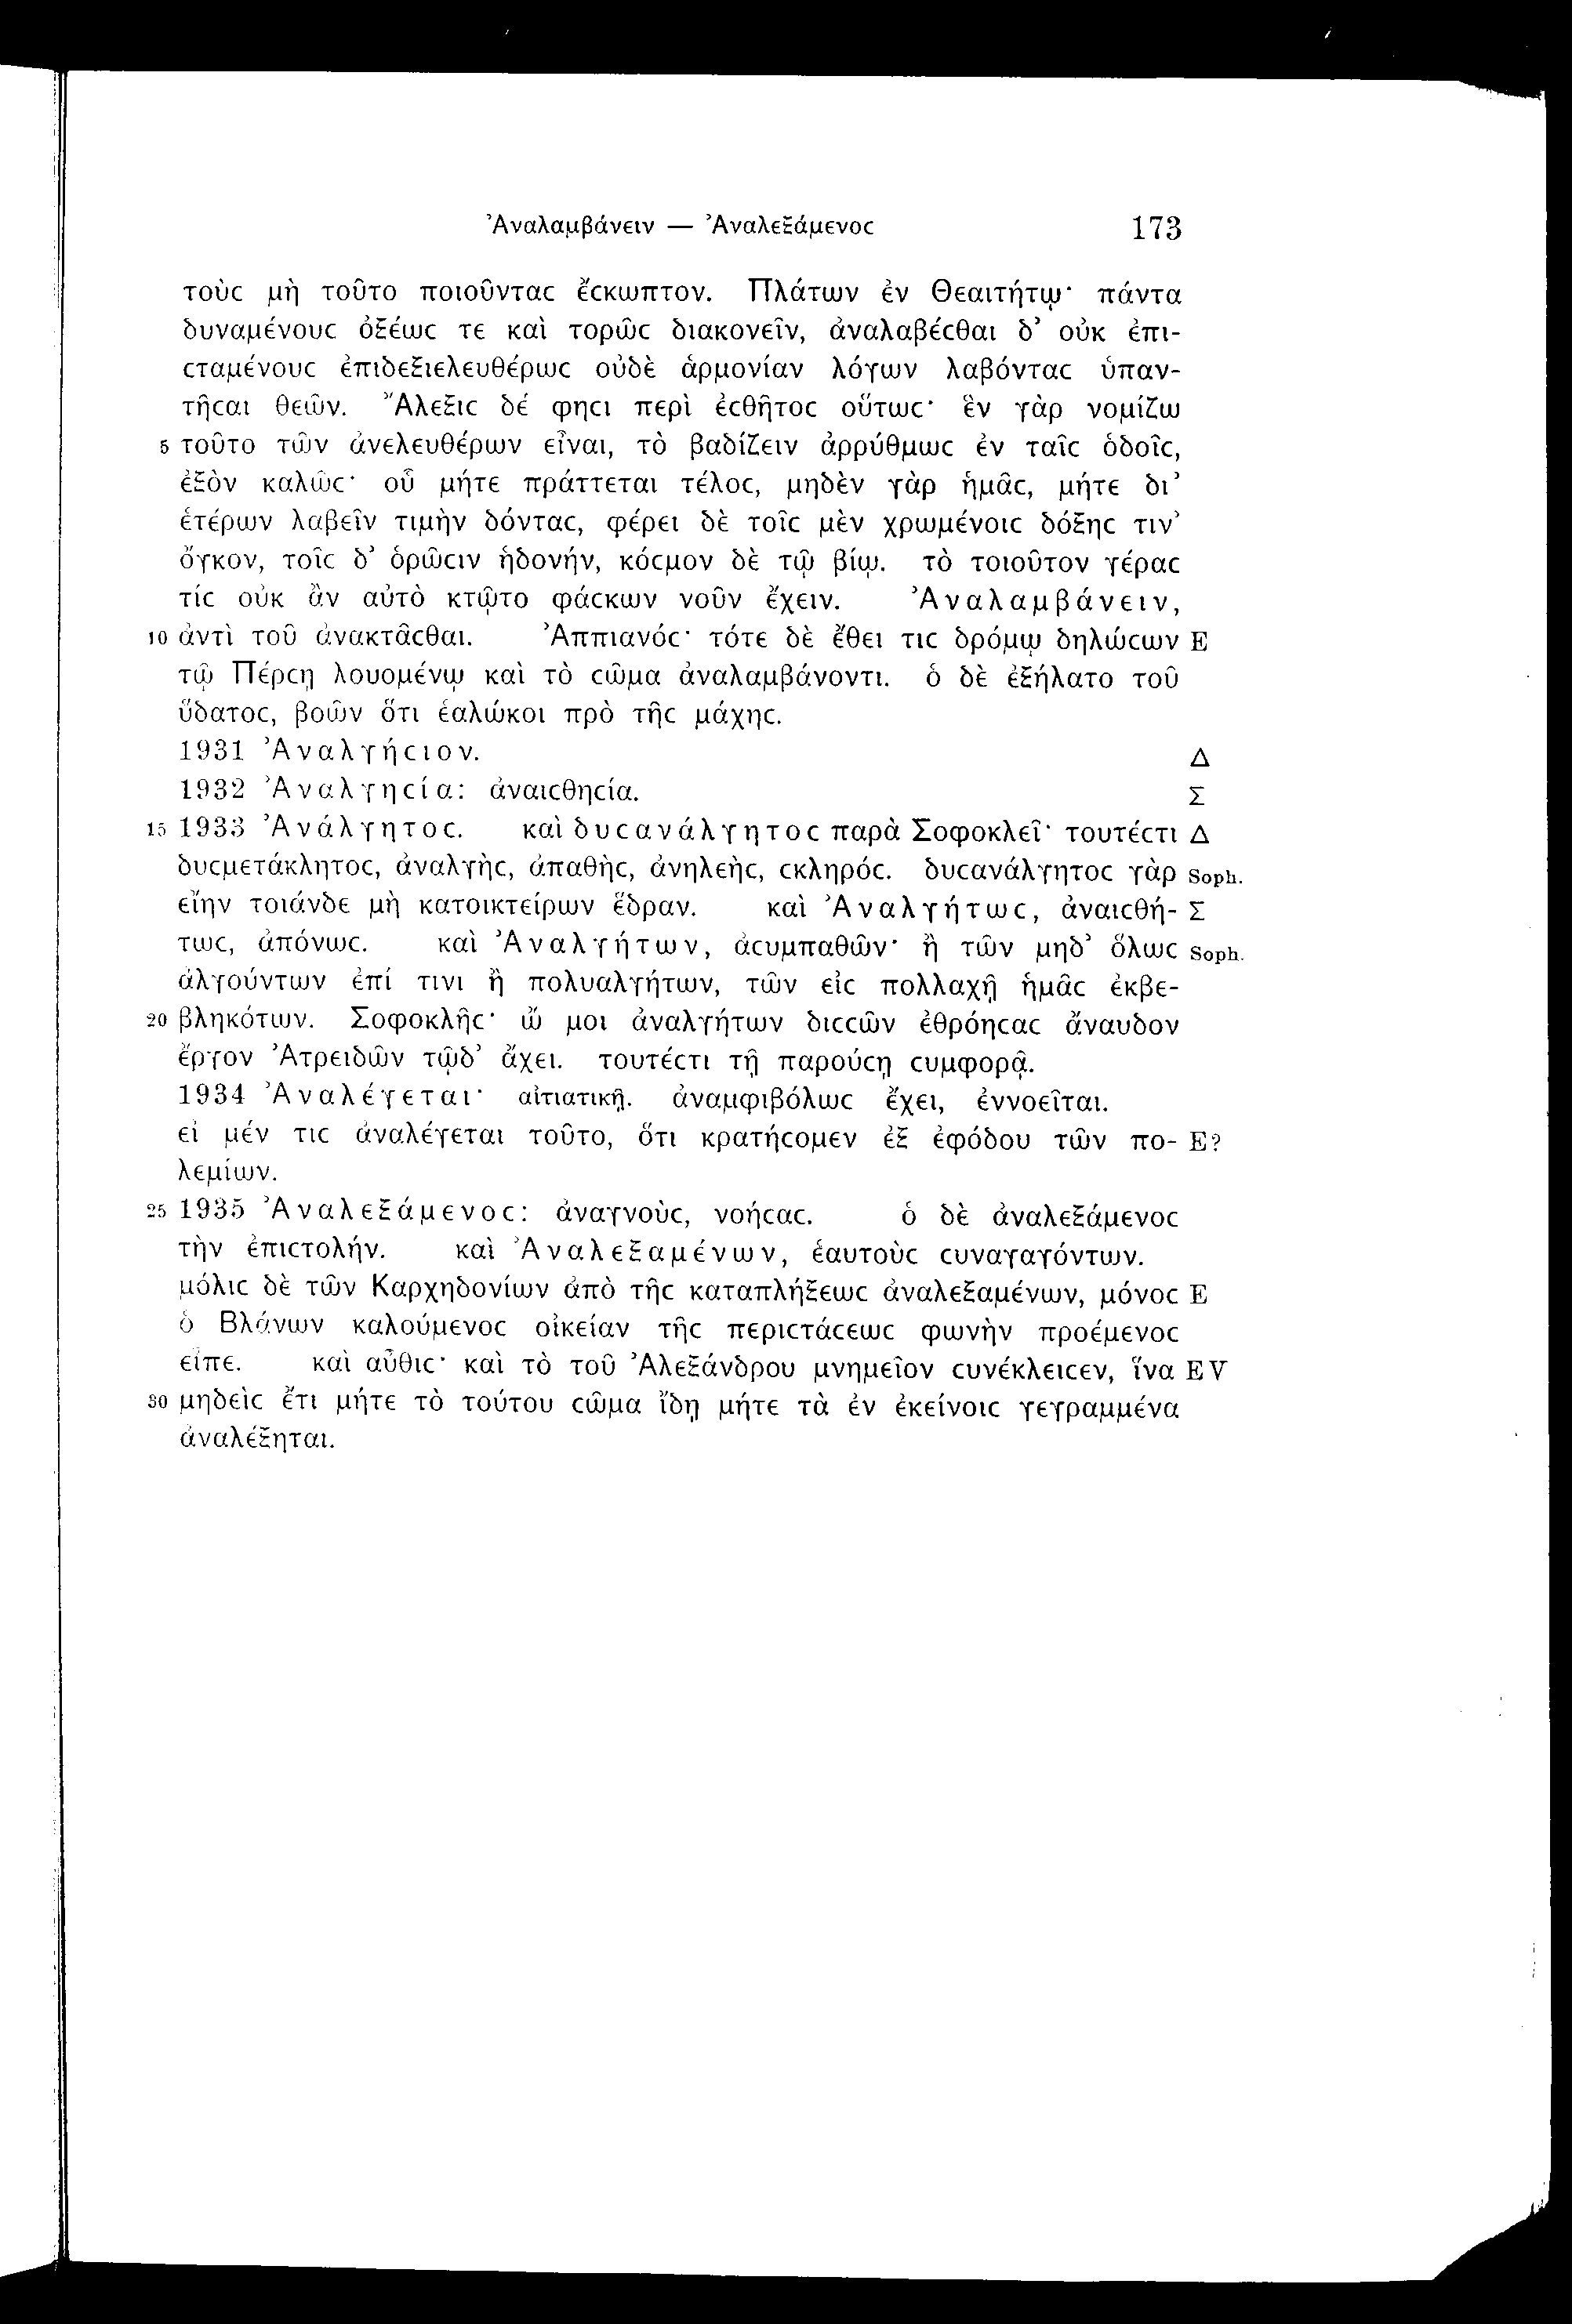 Ἀναλαμβάνειν — Ἀναλεξάμενοϲ 173
τοὺϲ μὴ τοῦτο ποιοῦνταϲ ἔϲκωπτον. Πλάτων ἐν Θεαιτήτῳ· πάντα
δυναμένουϲ ὀξέωϲ τε καὶ τορῶϲ διακονεῖν, ἀναλαβέϲθαι δ' οὐκ ἐπι-
ϲταμένουϲ ἐπιδεξιελευθέρωϲ οὐδὲ ἁρμονίαν λόγων λαβόνταϲ ὑπαν-
τῆϲαι θεῶν. Ἄλεξιϲ δέ φηϲι περὶ ἐϲθῆτοϲ οὕτωϲ· ἓν γὰρ νομίζω
5 τοῦτο τῶν ἀνελευθέρων εἶναι, τὸ βαδίζειν ἀρρύθμωϲ ἐν ταῖϲ ὁδοῖϲ,
ἐξὸν καλῶϲ· οὗ μήτε πράττεται τέλοϲ, μηδὲν γὰρ ἡμᾶϲ, μήτε δι'
ἑτέρων λαβεῖν τιμὴν δόνταϲ, φέρει δὲ τοῖϲ μὲν χρωμένοιϲ δόξηϲ τιν'
ὄγκον, τοῖϲ δ' ὁρῶϲιν ἡδονήν, κόϲμον δὲ τῷ βίῳ. τὸ τοιοῦτον γέραϲ
τίϲ οὐκ ἂν αὑτὸ κτῷτο φάϲκων νοῦν ἔχειν. Ἀναλαμβάνειν,
10 ἀντὶ τοῦ ἀνακτᾶϲθαι. Ἀππιανόϲ· τότε δὲ ἔθει τιϲ δρόμῳ δηλώϲων E
τῷ Πέρϲῃ λουομένῳ καὶ τὸ ϲῶμα ἀναλαμβάνοντι. ὁ δὲ ἐξήλατο τοῦ
ὕδατοϲ, βοῶν ὅτι ἑαλώκοι πρὸ τῆϲ μάχηϲ.
1931 Ἀναλγήϲιον. Δ
1932 Ἀναλγηϲία: ἀναιϲθηϲία. Σ
15 1933 Ἀνάλγητοϲ. καὶ δυϲανάλγητοϲ παρὰ Σοφοκλεῖ· τουτέϲτι Δ
δυϲμετάκλητοϲ, ἀναλγὴϲ, ἀπαθὴϲ, ἀνηλεὴϲ, ϲκληρόϲ. δυϲανάλγητοϲ γὰρ Soph.
εἴην τοιάνδε μὴ κατοικτείρων ἕδραν. καὶ Ἀναλγήτωϲ, ἀναιϲθή- Σ
τωϲ, ἀπόνωϲ. καὶ Ἀναλγήτων, ἀϲυμπαθῶν· ἢ τῶν μηδ' ὅλωϲ Soph.
ἀλγούντων ἐπί τινι ἢ πολυαλγήτων, τῶν εἰϲ πολλαχῇ ἡμᾶϲ ἐκβε-
20 βληκότων. Σοφοκλῆϲ· ὤ μοι ἀναλγήτων διϲϲῶν ἐθρόηϲαϲ ἄναυδον
ἔργον Ἀτρειδῶν τῷδ' ἄχει. τουτέϲτι τῇ παρούϲῃ ϲυμφορᾷ.
1934 Ἀναλέγεται· αἰτιατικῇ. ἀναμφιβόλωϲ ἔχει, ἐννοεῖται.
εἰ μέν τιϲ ἀναλέγεται τοῦτο, ὅτι κρατήϲομεν ἐξ ἐφόδου τῶν πο- E?
λεμίων.
25 1935 Ἀναλεξάμενοϲ: ἀναγνοὺϲ, νοήϲαϲ. ὁ δὲ ἀναλεξάμενοϲ
τὴν ἐπιϲτολήν. καὶ Ἀναλεξαμένων, ἑαυτοὺϲ ϲυναγαγόντων.
μόλιϲ δὲ τῶν Καρχηδονίων ἀπὸ τῆϲ καταπλήξεωϲ ἀναλεξαμένων, μόνοϲ E
ὁ Βλάνων καλούμενοϲ οἰκείαν τῆϲ περιϲτάϲεωϲ φωνὴν προέμενοϲ
εἶπε. καὶ αὖθιϲ· καὶ τὸ τοῦ Ἀλεξάνδρου μνημεῖον ϲυνέκλειϲεν, ἵνα EV
30 μηδεὶϲ ἔτι μήτε τὸ τούτου ϲῶμα ἴδῃ μήτε τὰ ἐν ἐκείνοιϲ γεγραμμένα
ἀναλέξηται.